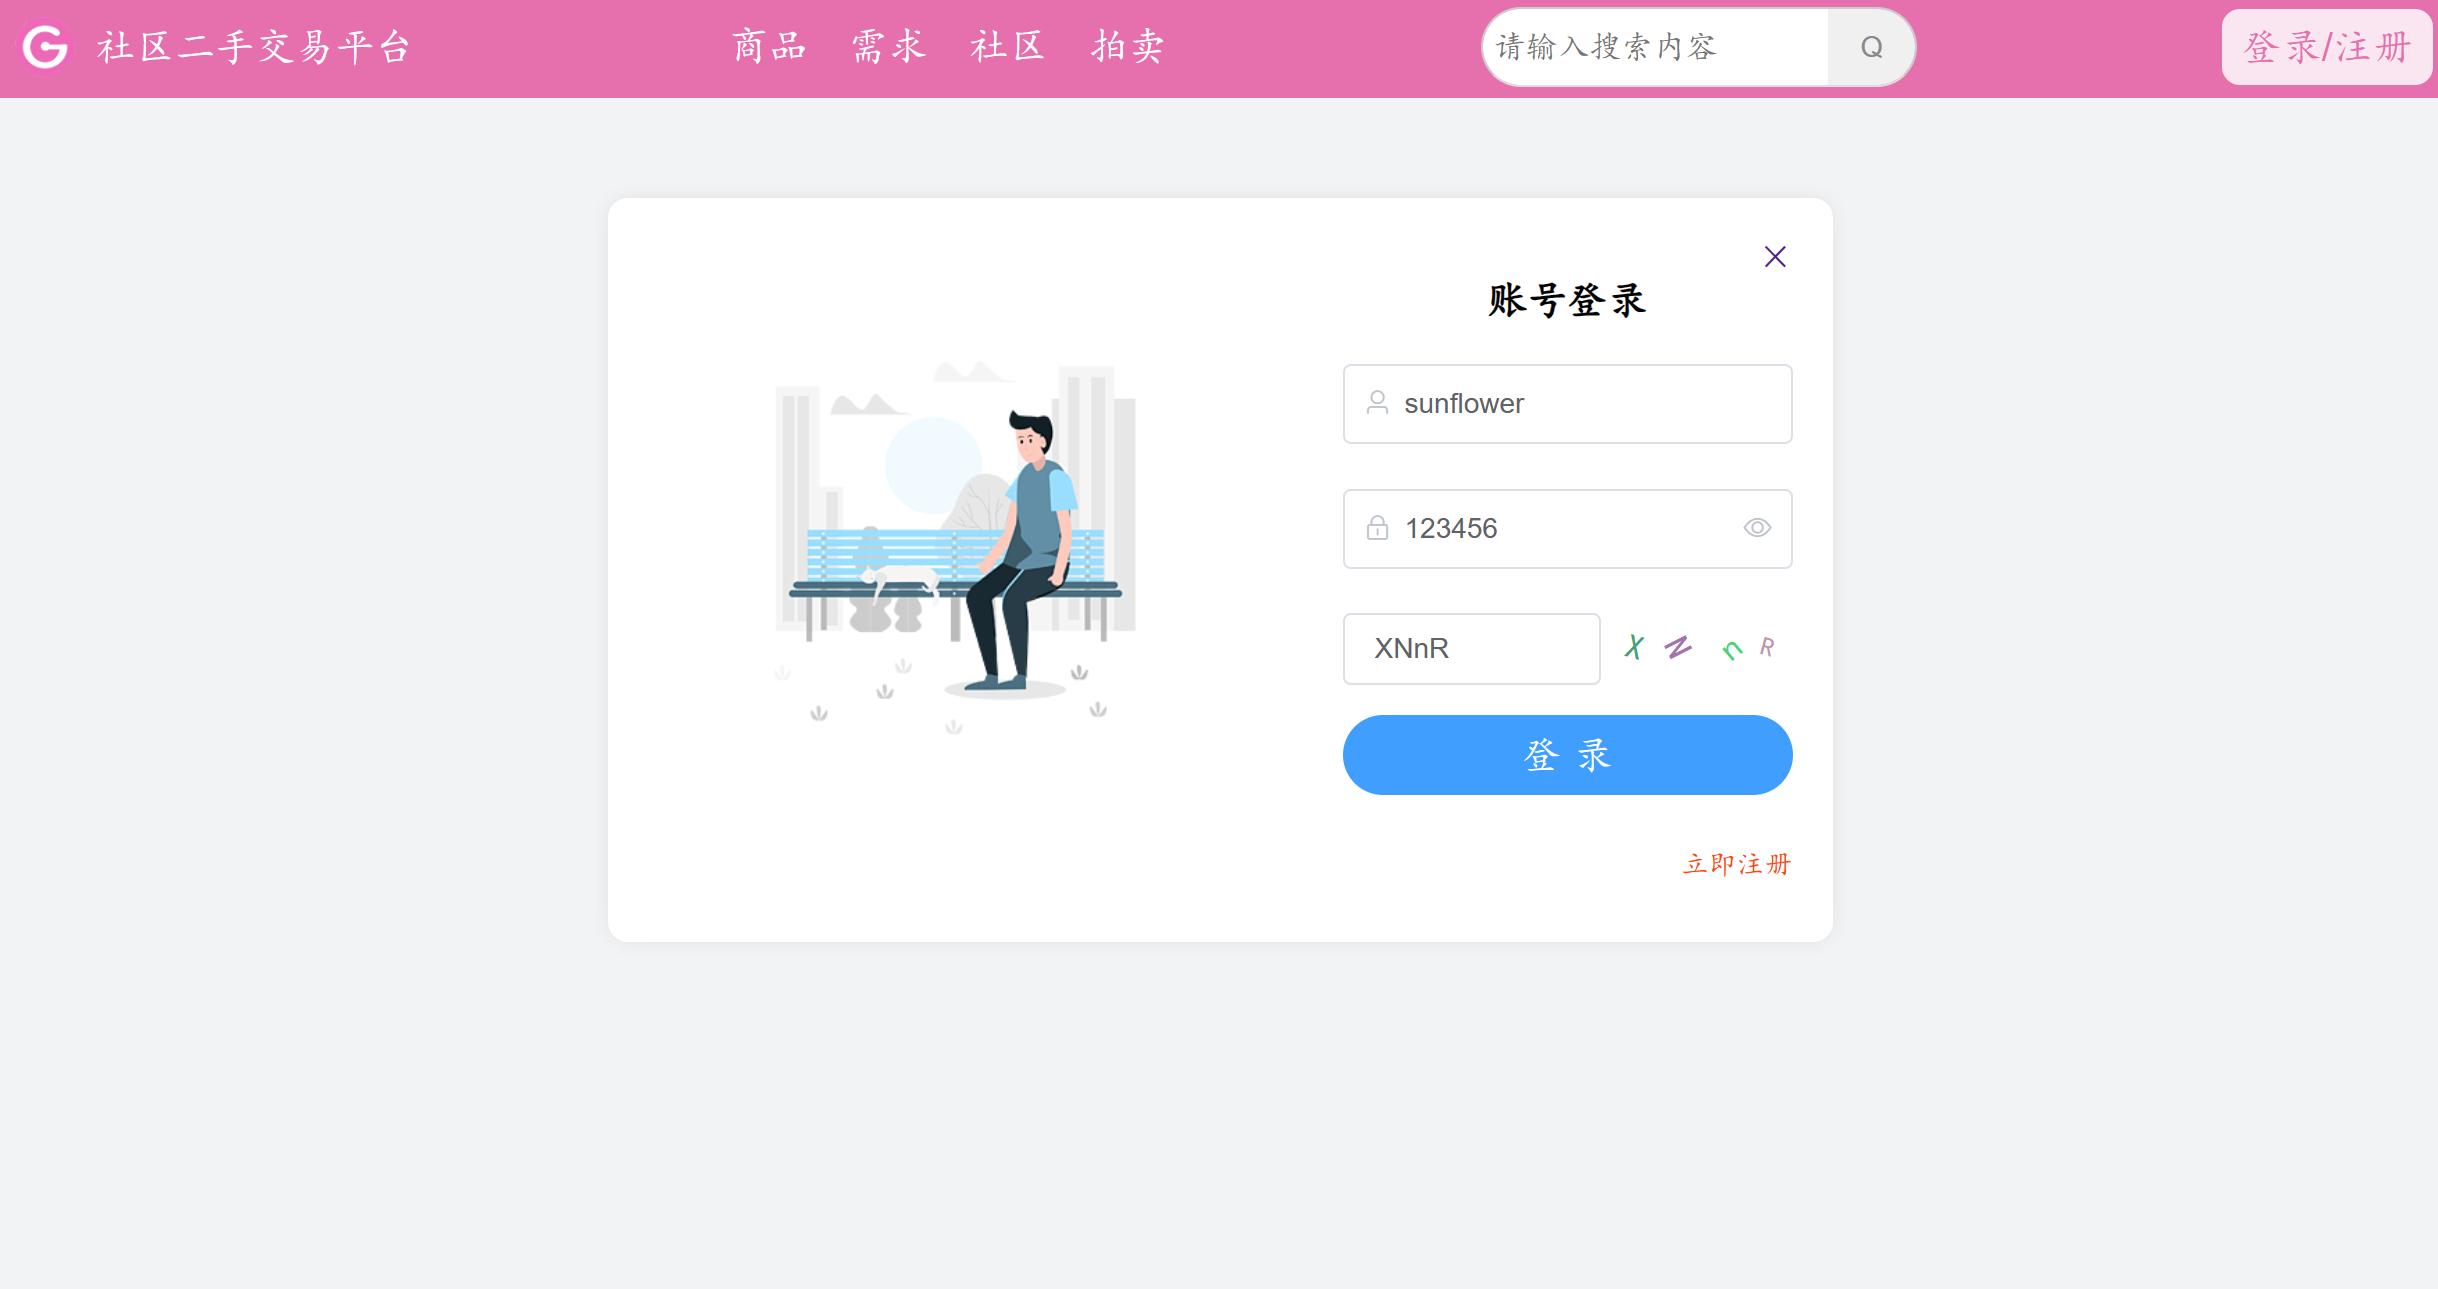 社区二手交易平台
商品 需求 社区 拍卖
请输入搜索内容
Q
登录/注册
账号登录
sunflower
123456
XNnR
X N n R
登 录
立即注册